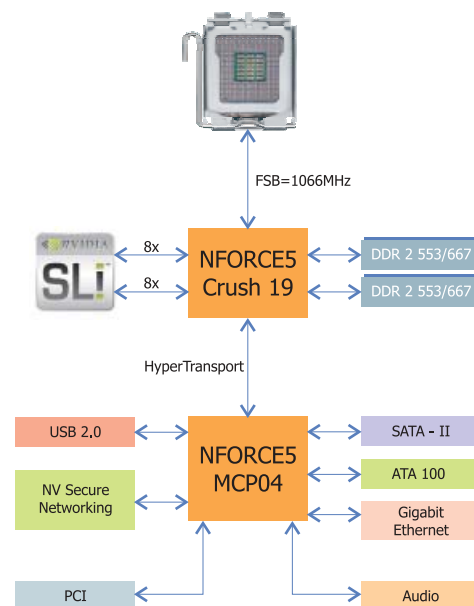 FSB=1066MHz
NVIDIA
SLi
8x
8x
NFORCE5
Crush 19
DDR 2 553/667
DDR 2 553/667
HyperTransport
USB 2.0
NV Secure
Networking
NFORCE5
MCP04
SATA - II
ATA 100
Gigabit
Ethernet
PCI
Audio